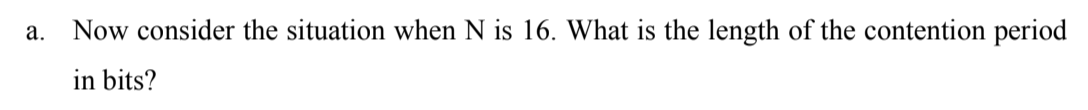 a. Now consider the situation when N is 16. What is the length of the contention period
in bits?